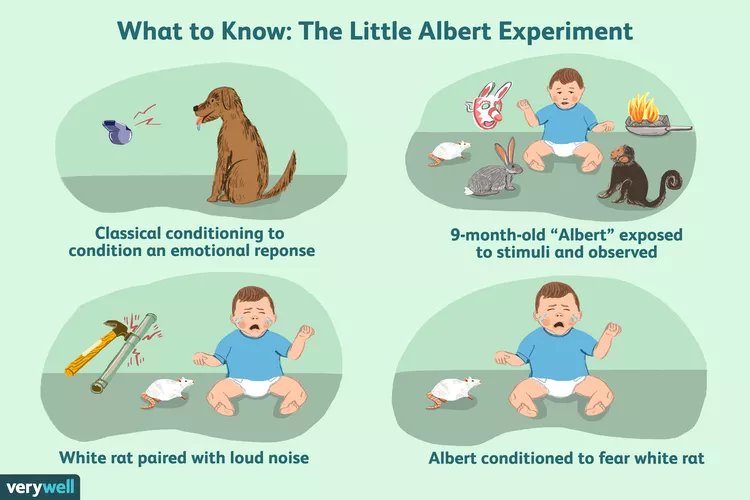 What to Know: The Little Albert Experiment
Classical conditioning to
condition an emotional reponse
9-month-old “Albert” exposed
to stimuli and observed
White rat paired with loud noise
Albert conditioned to fear white rat
verywell